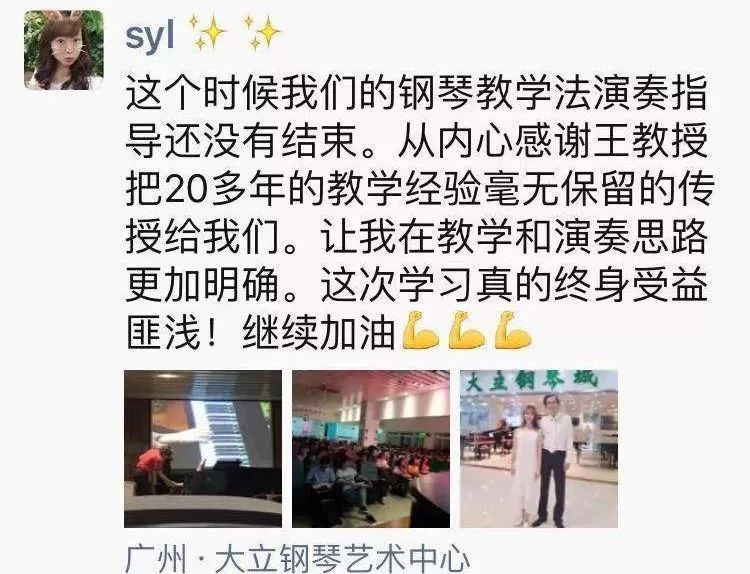 syl ✨ ✨
这个时候我们的钢琴教学法演奏指
导还没有结束。从内心感谢王教授
把20多年的教学经验毫无保留的传
授给我们。让我在教学和演奏思路
更加明确。这次学习真的终身受益
匪浅！继续加油💪💪💪
大立钢琴城
广州 · 大立钢琴艺术中心